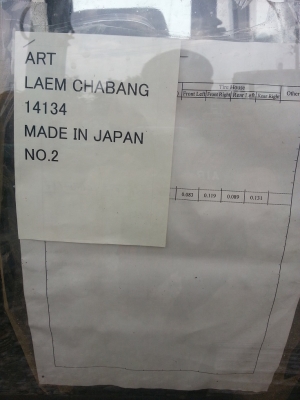 ART
LAEM CHABANG
14134
MADE IN JAPAN
NO.2
Other
Front Left Front Right Rear Left Rear Right
0.083 0.119 0.089 0.131